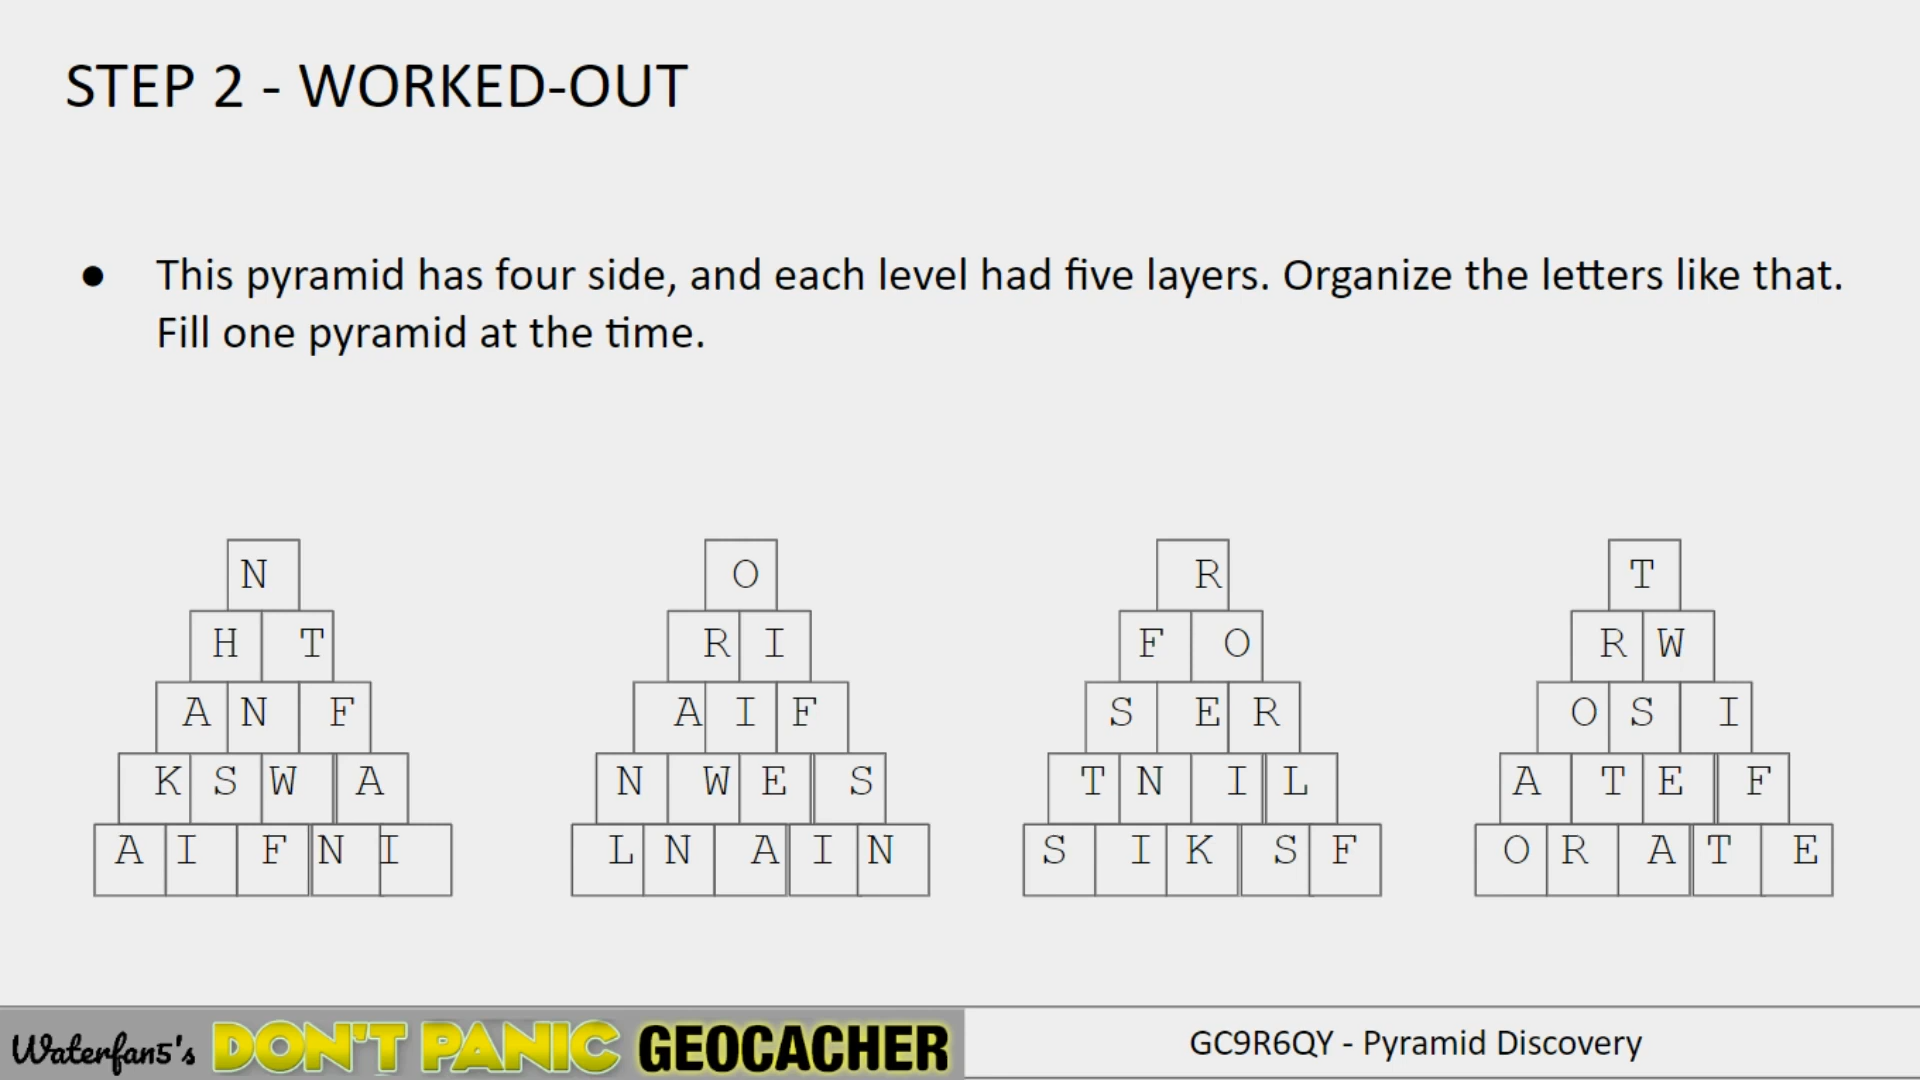 STEP 2 - WORKED-OUT
● This pyramid has four side, and each level had five layers. Organize the letters like that.
Fill one pyramid at the time.
N O R T
H T R I F O R W
A N F A I F S E R O S I
K S W A N W E S T N I L A T E F
A I F N I L N A I N S I K S F O R A T E
Waterfan5's DON'T PANIC GEOCACHER GC9R6QY - Pyramid Discovery